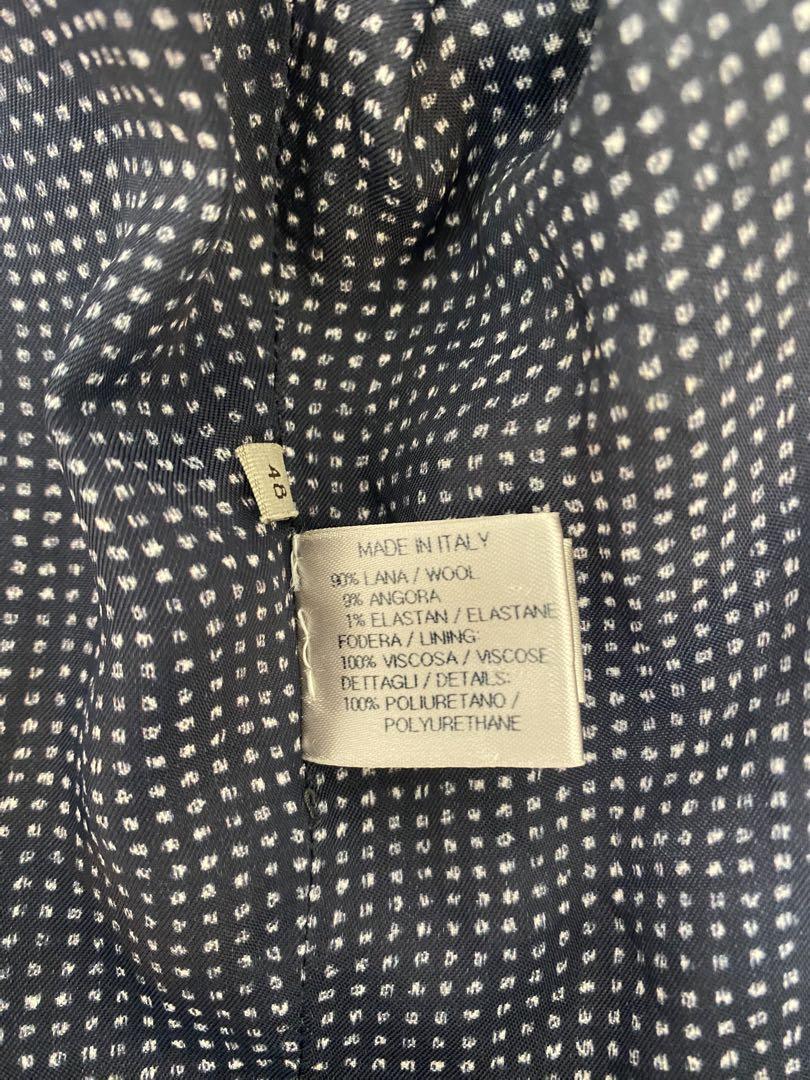 48
MADE IN ITALY
90% LANA / WOOL
9% ANGORA
1% ELASTAN / ELASTANE
FODERA / LINING:
100% VISCOSA / VISCOSE
DETTAGLI / DETAILS:
100% POLIURETANO /
POLYURETHANE